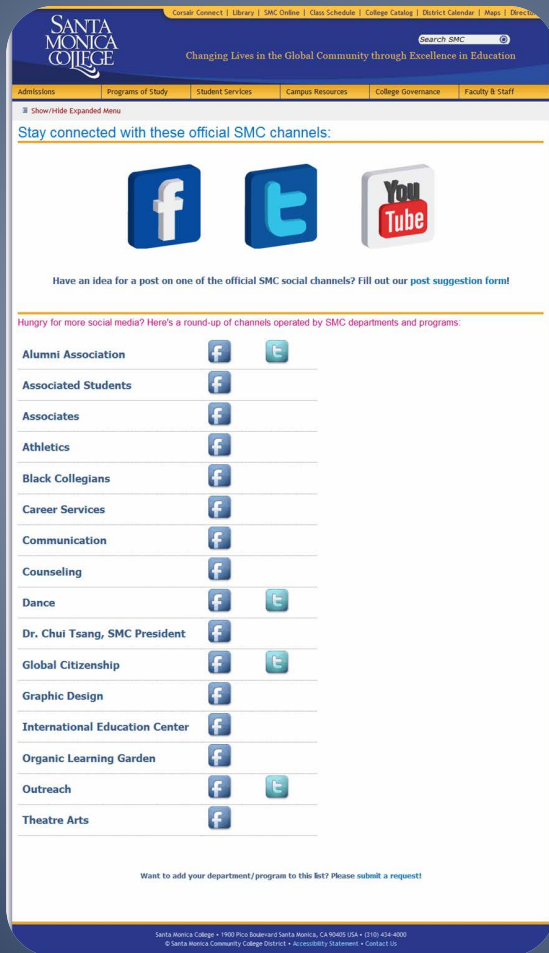 Corsair Connect | Library | SMC Online | Class Schedule | College Catalog | District Calendar | Maps |
SANTA
MONICA
COLLEGE
Search SMC
Changing Lives in the Global Community through Excellence in Education
Admissions Programs of Study Student Services Campus Resources College Governance Faculty & Staff
Show/Hide Expanded Menu
Stay connected with these official SMC channels:
f t You Tube
Have an idea for a post on one of the official SMC social channels? Fill out our post suggestion form!
Hungry for more social media? Here's a round-up of channels operated by SMC departments and programs:
Alumni Association f t
Associated Students f
Associates f
Athletics f
Black Collegians f
Career Services f
Communication f
Counseling f
Dance f t
Dr. Chui Tsang, SMC President f
Global Citizenship f t
Graphic Design f
International Education Center f
Organic Learning Garden f
Outreach f t
Theatre Arts f
Want to add your department/program to this list? Please submit a request!
Santa Monica College • 1900 Pico Boulevard Santa Monica, CA 90405 USA • (310) 434-4000
© Santa Monica Community College District • Accessibility Statement • Contact Us